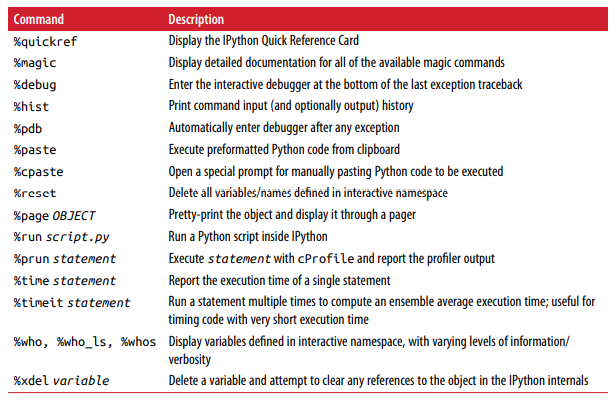 Command Description
%quickref Display the IPython Quick Reference Card
%magic Display detailed documentation for all of the available magic commands
%debug Enter the interactive debugger at the bottom of the last exception traceback
%hist Print command input (and optionally output) history
%pdb Automatically enter debugger after any exception
%paste Execute preformatted Python code from clipboard
%cpaste Open a special prompt for manually pasting Python code to be executed
%reset Delete all variables/names defined in interactive namespace
%page OBJECT Pretty-print the object and display it through a pager
%run script.py Run a Python script inside IPython
%prun statement Execute statement with cProfile and report the profiler output
%time statement Report the execution time of a single statement
%timeit statement Run a statement multiple times to compute an ensemble average execution time; useful for
timing code with very short execution time
%who, %who_ls, %whos Display variables defined in interactive namespace, with varying levels of information/
verbosity
%xdel variable Delete a variable and attempt to clear any references to the object in the IPython internals